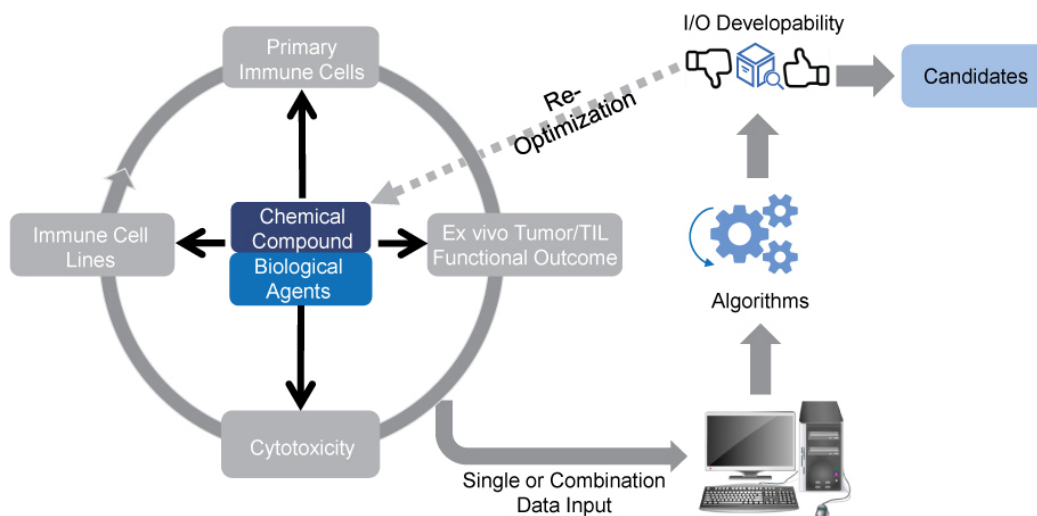 Primary
Immune Cells
I/O Developability
Candidates
Re-
Optimization
Immune Cell
Lines
Chemical
Compound
Biological
Agents
Ex vivo Tumor/TIL
Functional Outcome
Algorithms
Cytotoxicity
Single or Combination
Data Input